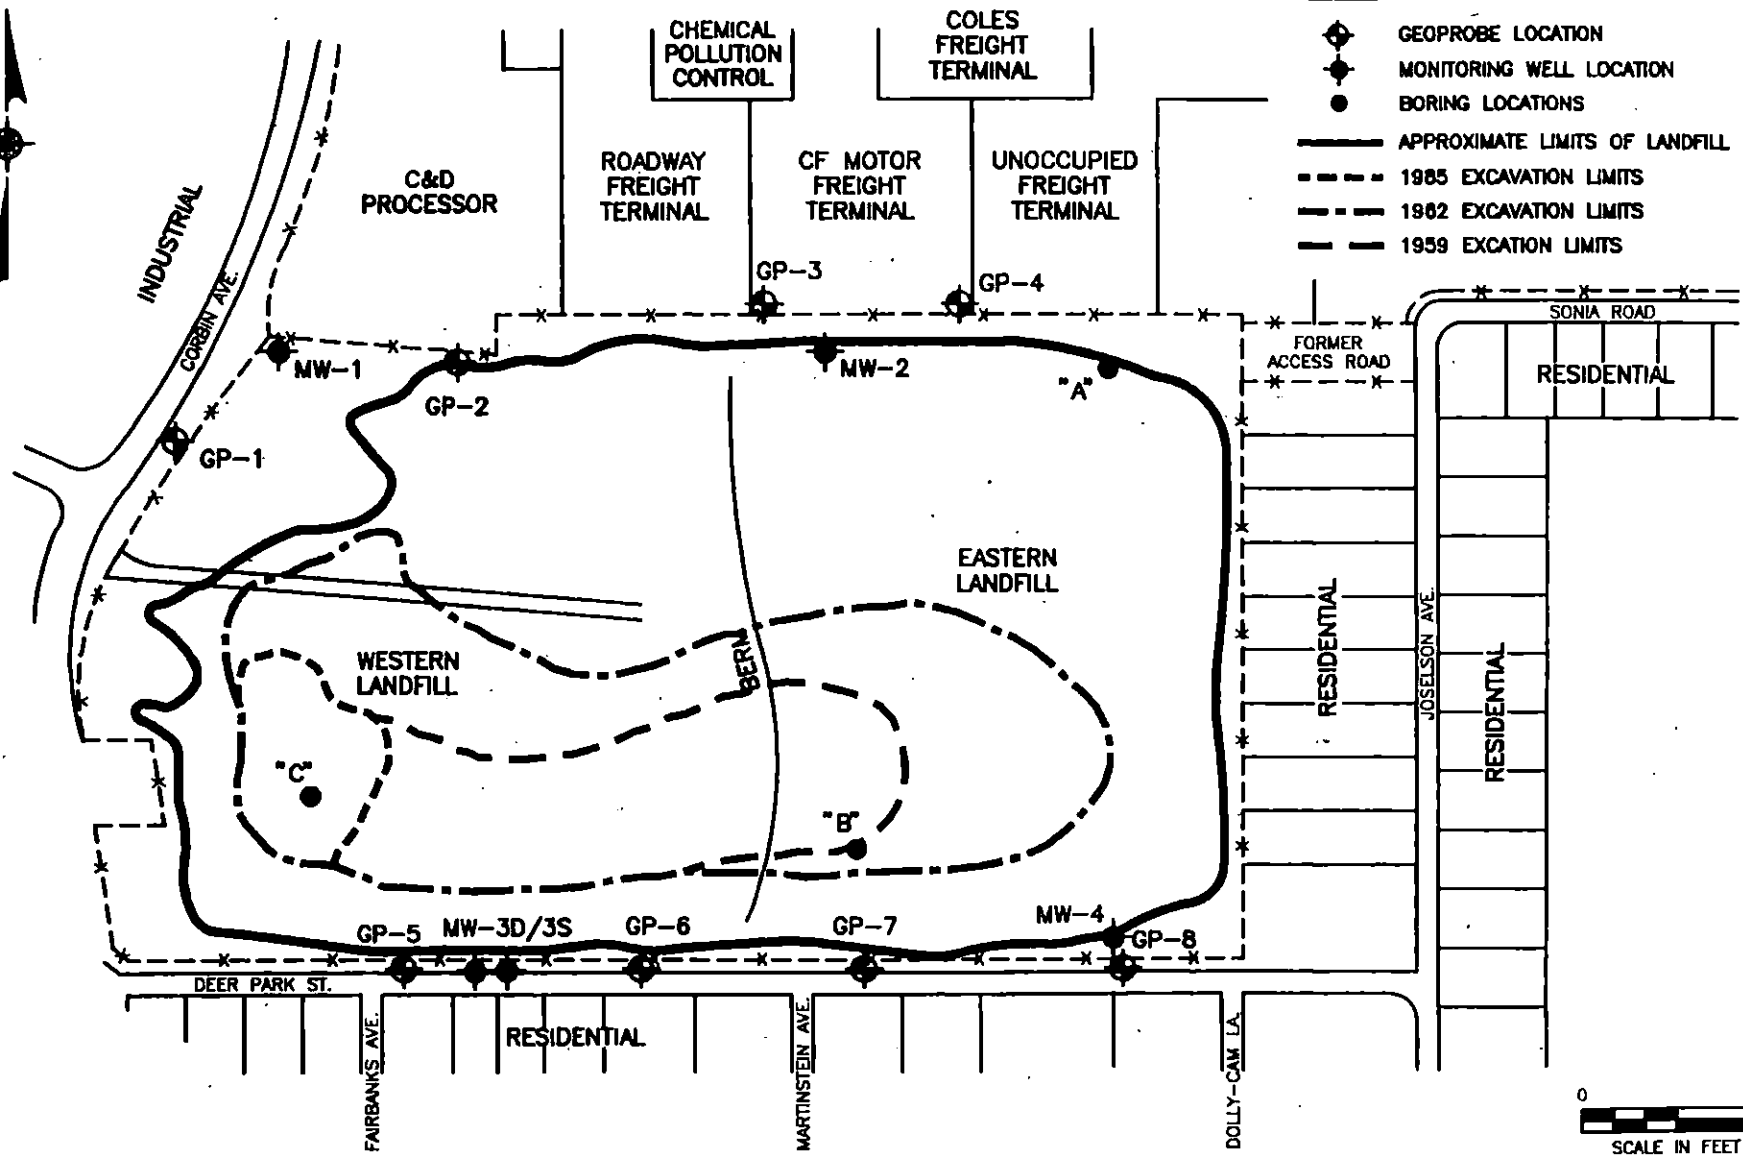 CHEMICAL
POLLUTION
CONTROL
COLES
FREIGHT
TERMINAL
GEOPROBE LOCATION
MONITORING WELL LOCATION
BORING LOCATIONS
APPROXIMATE LIMITS OF LANDFILL
1985 EXCAVATION LIMITS
1962 EXCAVATION LIMITS
1959 EXCATION LIMITS
C&D
PROCESSOR
ROADWAY
FREIGHT
TERMINAL
CF MOTOR
FREIGHT
TERMINAL
UNOCCUPIED
FREIGHT
TERMINAL
INDUSTRIAL
CORBIN AVE.
GP-3
GP-4
SONIA ROAD
FORMER
ACCESS ROAD
RESIDENTIAL
MW-1
GP-2
MW-2
"A"
GP-1
EASTERN
LANDFILL
WESTERN
LANDFILL
BERM
RESIDENTIAL
JOSELSON AVE.
RESIDENTIAL
"C"
"B"
GP-5
MW-3D/3S
GP-6
GP-7
MW-4
GP-8
DEER PARK ST.
RESIDENTIAL
FAIRBANKS AVE.
MARTINSTEIN AVE.
DOLLY-CAM LA.
0
SCALE IN FEET